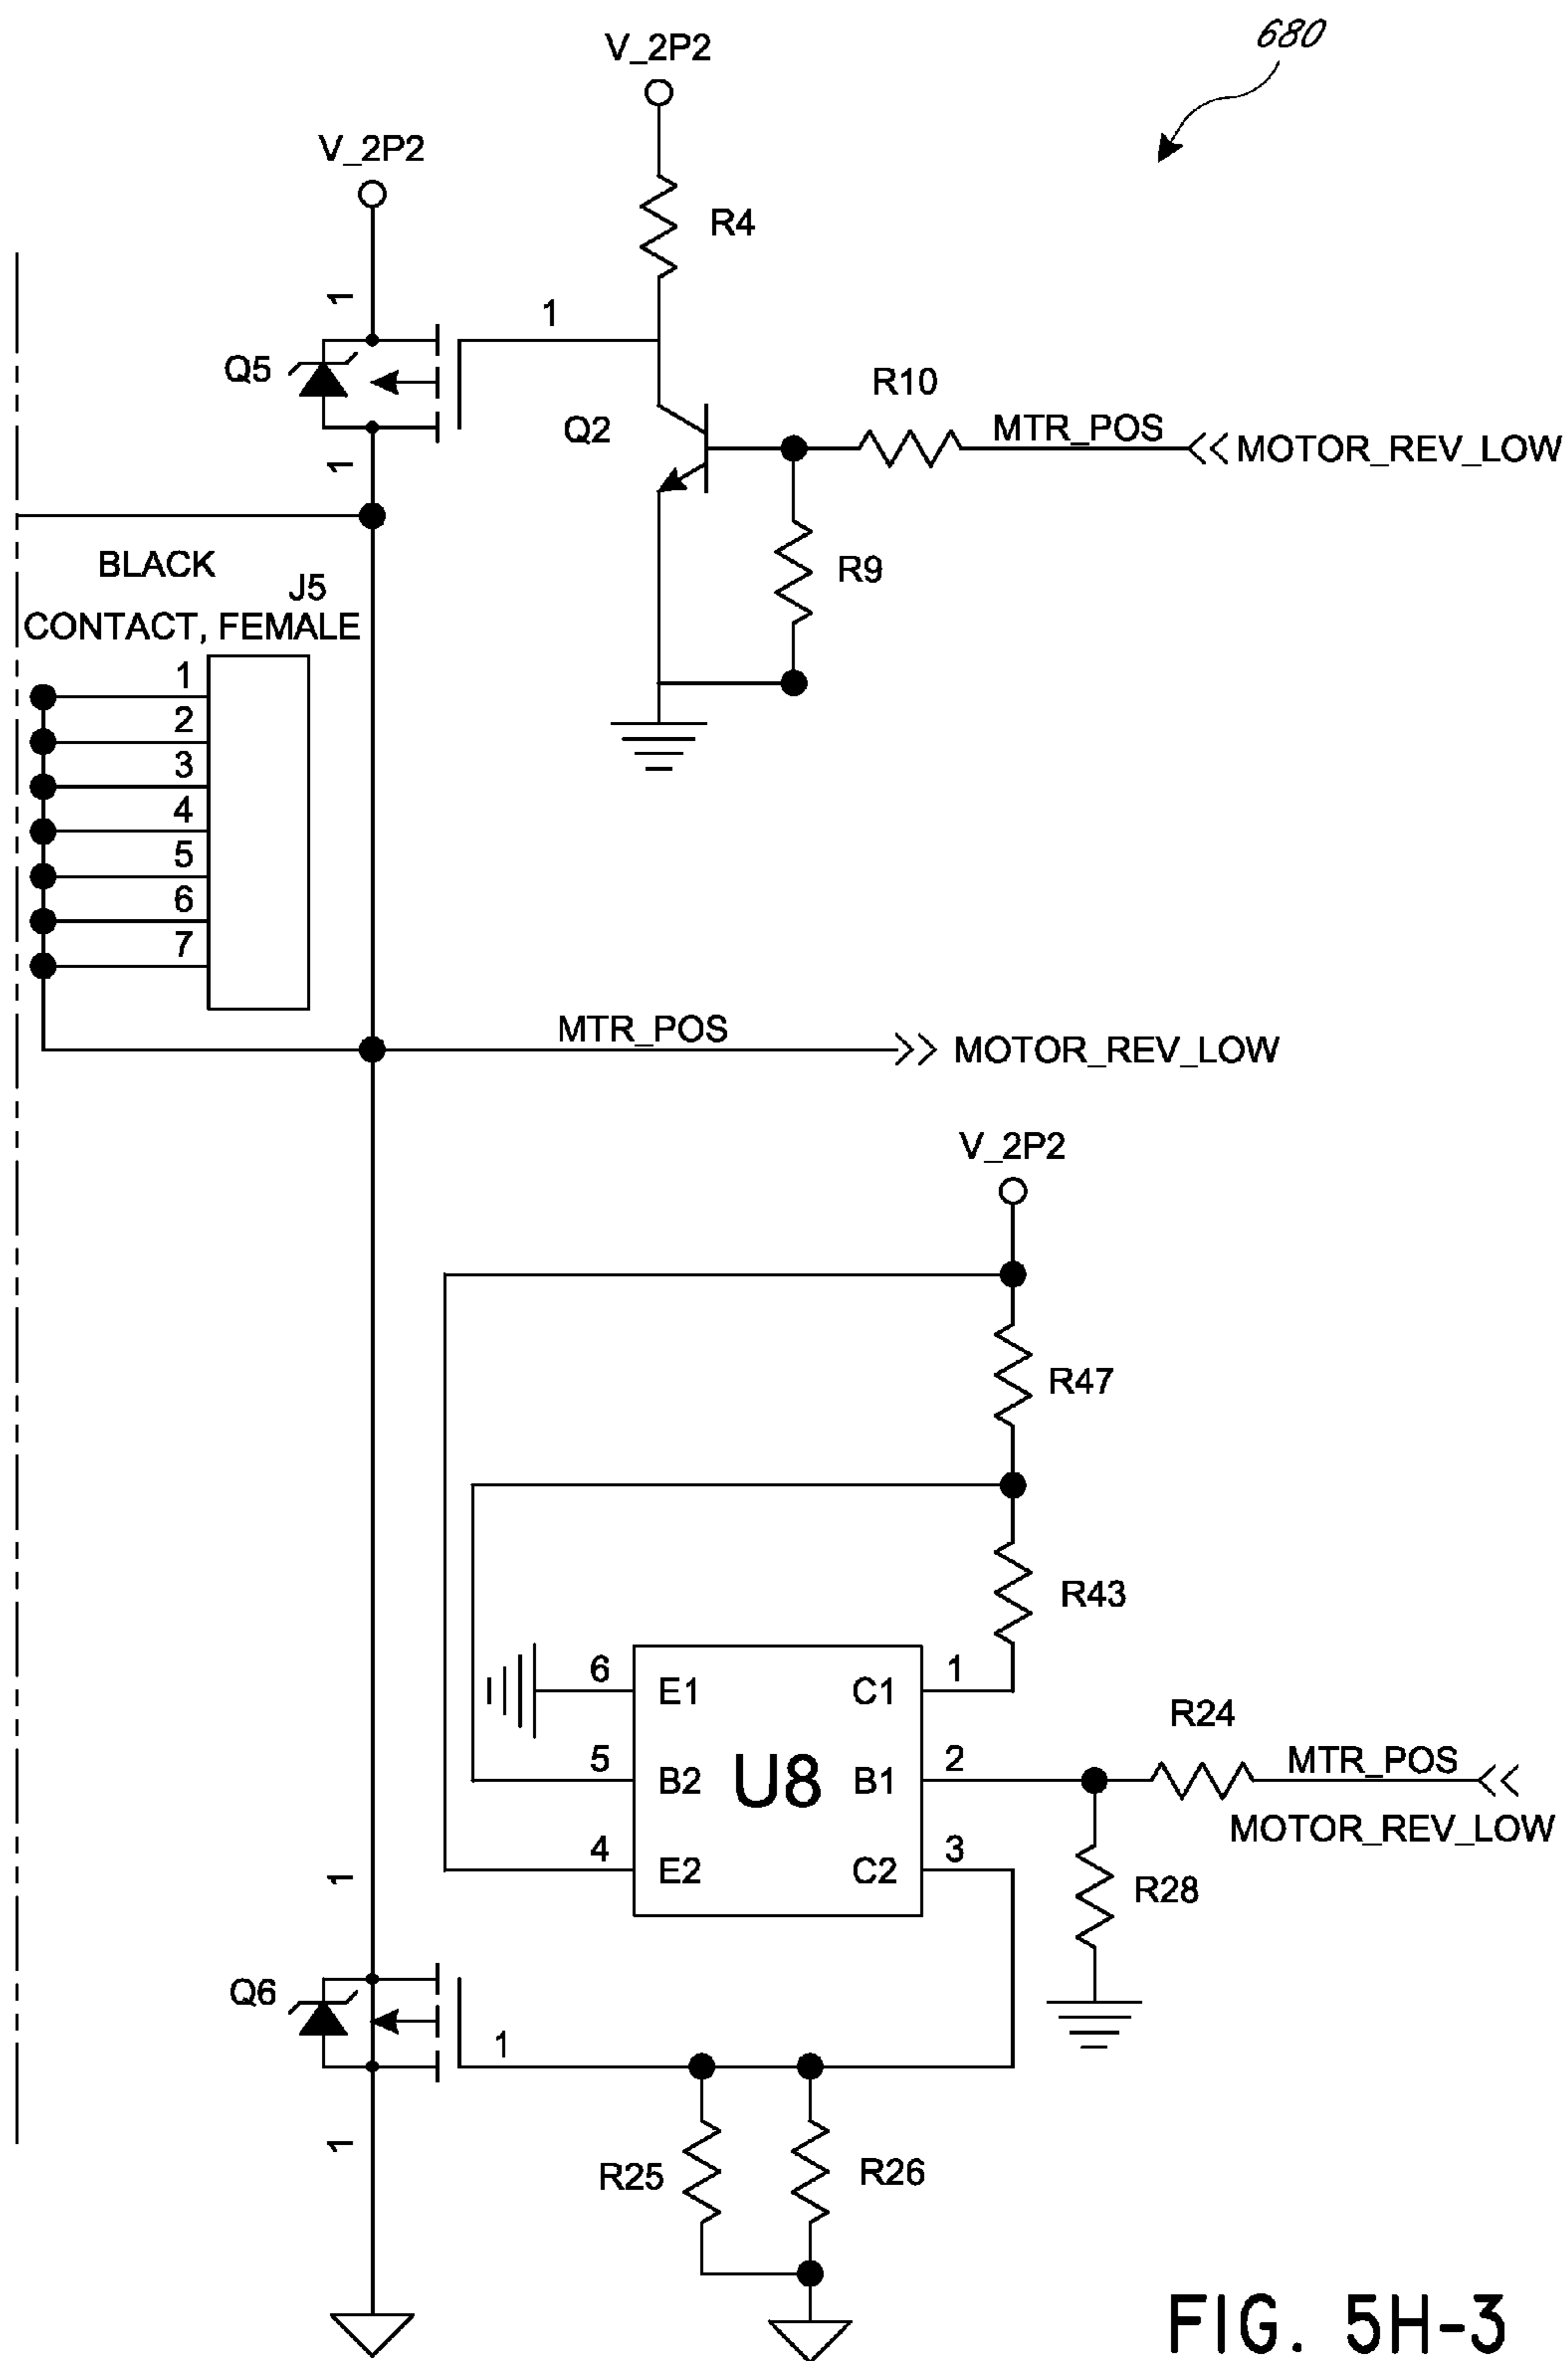 680
V_2P2
V_2P2
R4
1
1
Q5
Q2
R10
MTR_POS
MOTOR_REV_LOW
1
R9
BLACK
J5
CONTACT, FEMALE
1
2
3
4
5
6
7
MTR_POS
MOTOR_REV_LOW
V_2P2
R47
R43
6
E1
C1
1
R24
MTR_POS
5
B2
U8
B1
2
MOTOR_REV_LOW
4
E2
C2
3
1
R28
Q6
1
1
R25
R26
FIG. 5H-3